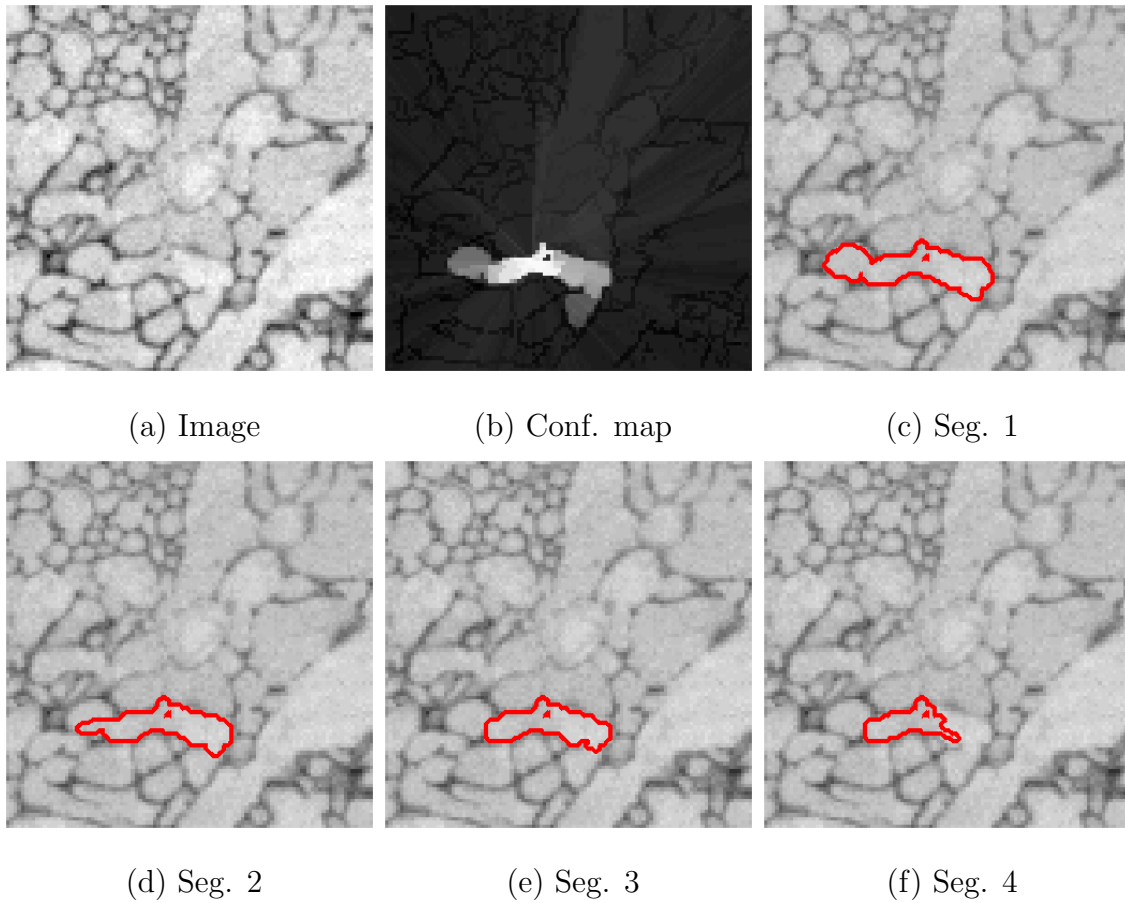 (a) Image
(b) Conf. map
(c) Seg. 1
(d) Seg. 2
(e) Seg. 3
(f) Seg. 4